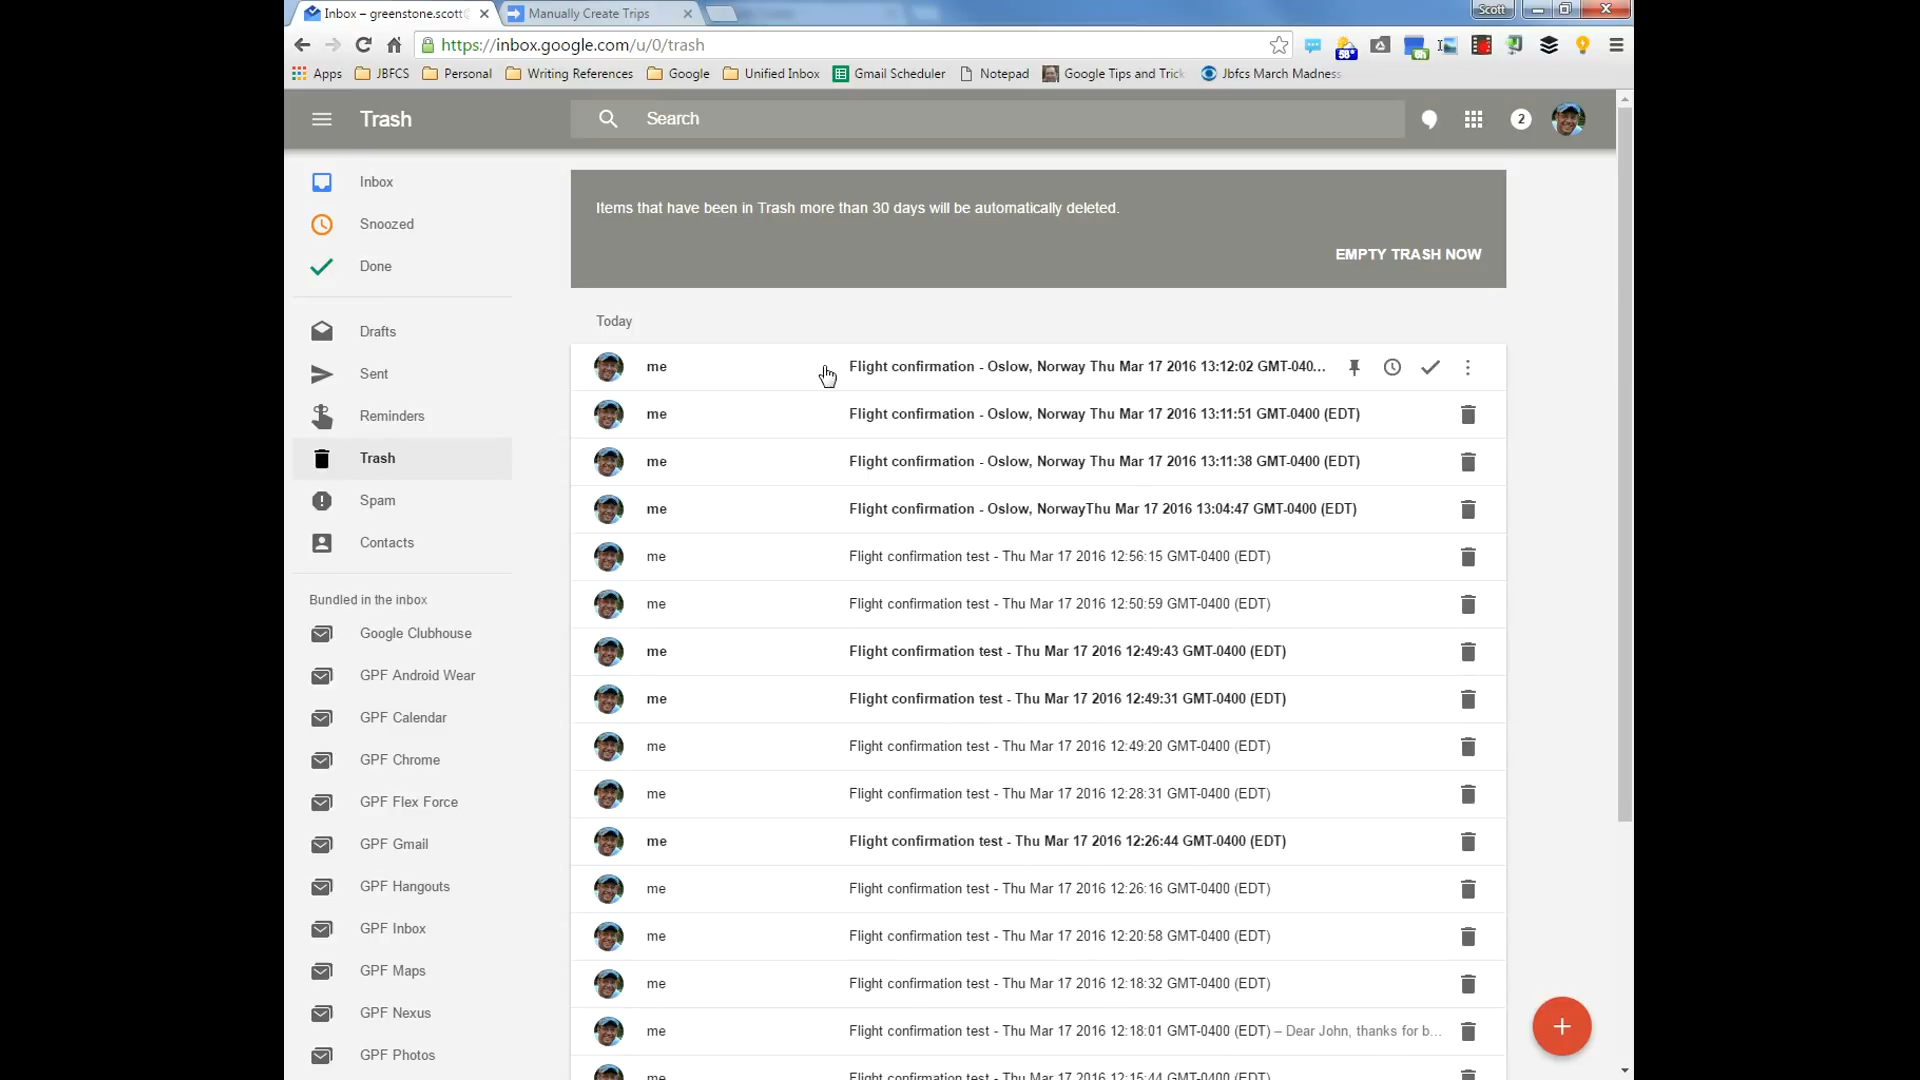 Inbox – greenstone.scott@
Manually Create Trips
Scott
https://inbox.google.com/u/0/trash
58°
Apps
JBFCS
Personal
Writing References
Google
Unified Inbox
Gmail Scheduler
Notepad
Google Tips and Trick
Jbfcs March Madness
Trash
Search
2
Inbox
Snoozed
Done
Drafts
Sent
Reminders
Trash
Spam
Contacts
Bundled in the inbox
Google Clubhouse
GPF Android Wear
GPF Calendar
GPF Chrome
GPF Flex Force
GPF Gmail
GPF Hangouts
GPF Inbox
GPF Maps
GPF Nexus
GPF Photos
Items that have been in Trash more than 30 days will be automatically deleted.
EMPTY TRASH NOW
Today
me Flight confirmation - Oslow, Norway Thu Mar 17 2016 13:12:02 GMT-040...
me Flight confirmation - Oslow, Norway Thu Mar 17 2016 13:11:51 GMT-0400 (EDT)
me Flight confirmation - Oslow, Norway Thu Mar 17 2016 13:11:38 GMT-0400 (EDT)
me Flight confirmation - Oslow, NorwayThu Mar 17 2016 13:04:47 GMT-0400 (EDT)
me Flight confirmation test - Thu Mar 17 2016 12:56:15 GMT-0400 (EDT)
me Flight confirmation test - Thu Mar 17 2016 12:50:59 GMT-0400 (EDT)
me Flight confirmation test - Thu Mar 17 2016 12:49:43 GMT-0400 (EDT)
me Flight confirmation test - Thu Mar 17 2016 12:49:31 GMT-0400 (EDT)
me Flight confirmation test - Thu Mar 17 2016 12:49:20 GMT-0400 (EDT)
me Flight confirmation test - Thu Mar 17 2016 12:28:31 GMT-0400 (EDT)
me Flight confirmation test - Thu Mar 17 2016 12:26:44 GMT-0400 (EDT)
me Flight confirmation test - Thu Mar 17 2016 12:26:16 GMT-0400 (EDT)
me Flight confirmation test - Thu Mar 17 2016 12:20:58 GMT-0400 (EDT)
me Flight confirmation test - Thu Mar 17 2016 12:18:32 GMT-0400 (EDT)
me Flight confirmation test - Thu Mar 17 2016 12:18:01 GMT-0400 (EDT) – Dear John, thanks for b...
me Flight confirmation test - Thu Mar 17 2016 12:15:44 GMT-0400 (EDT)